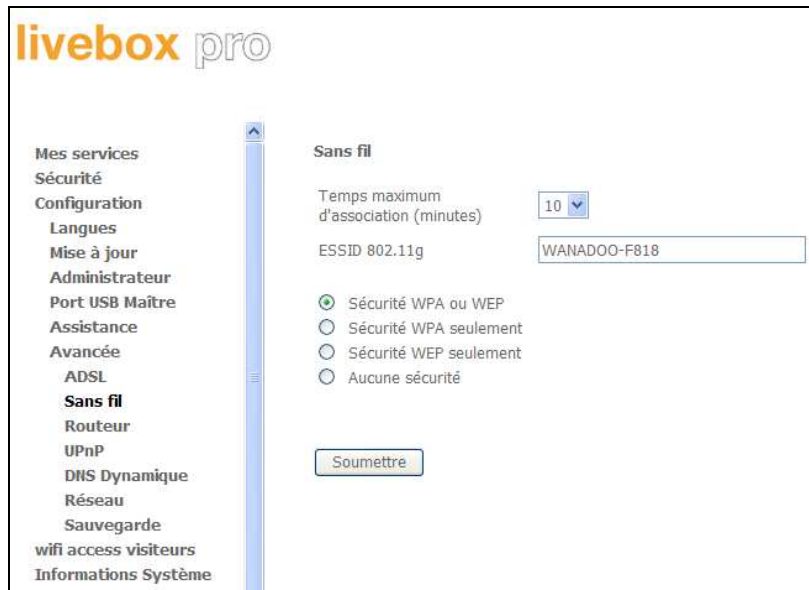 livebox pro
Mes services
Sécurité
Configuration
Langues
Mise à jour
Administrateur
Port USB Maître
Assistance
Avancée
ADSL
Sans fil
Routeur
UPnP
DNS Dynamique
Réseau
Sauvegarde
wifi access visiteurs
Informations Système
Sans fil
Temps maximum
d'association (minutes)
10
ESSID 802.11g
WANADOO-F818
Sécurité WPA ou WEP
Sécurité WPA seulement
Sécurité WEP seulement
Aucune sécurité
Soumettre